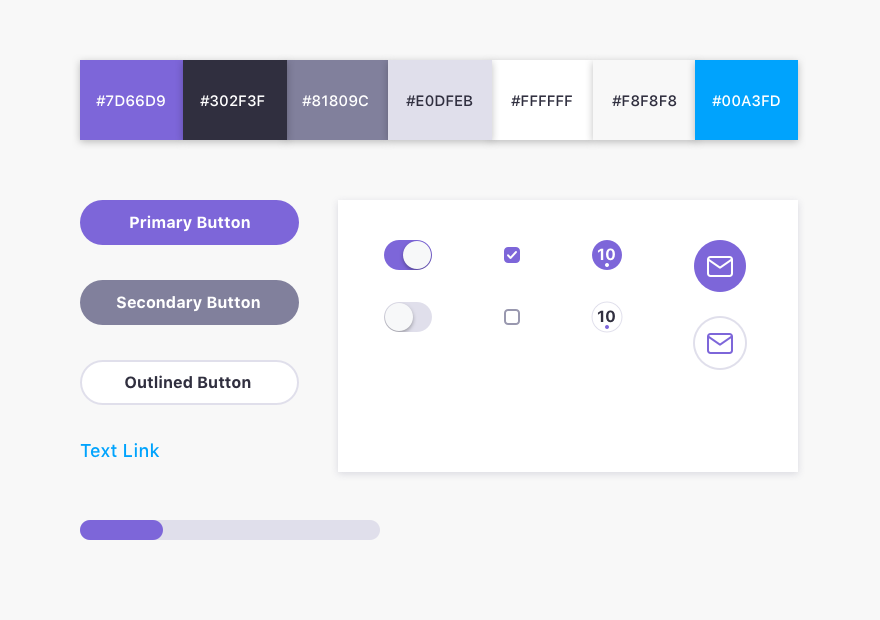 #7D66D9 #302F3F #81809C #E0DFEB #FFFFFF #F8F8F8 #00A3FD
Primary Button
Secondary Button
Outlined Button
Text Link
10
10